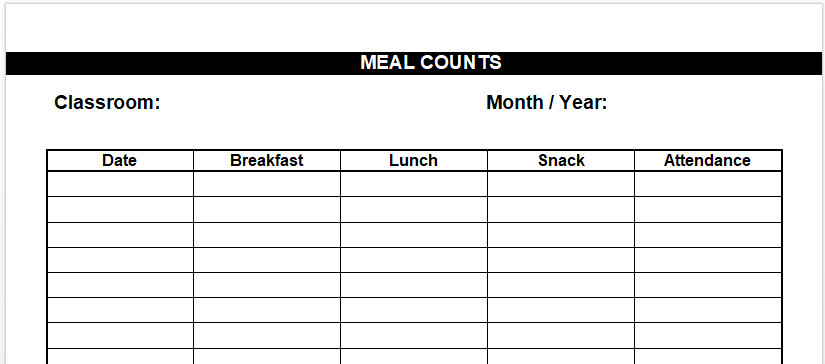 MEAL COUNTS
Classroom: Month / Year:
Date Breakfast Lunch Snack Attendance